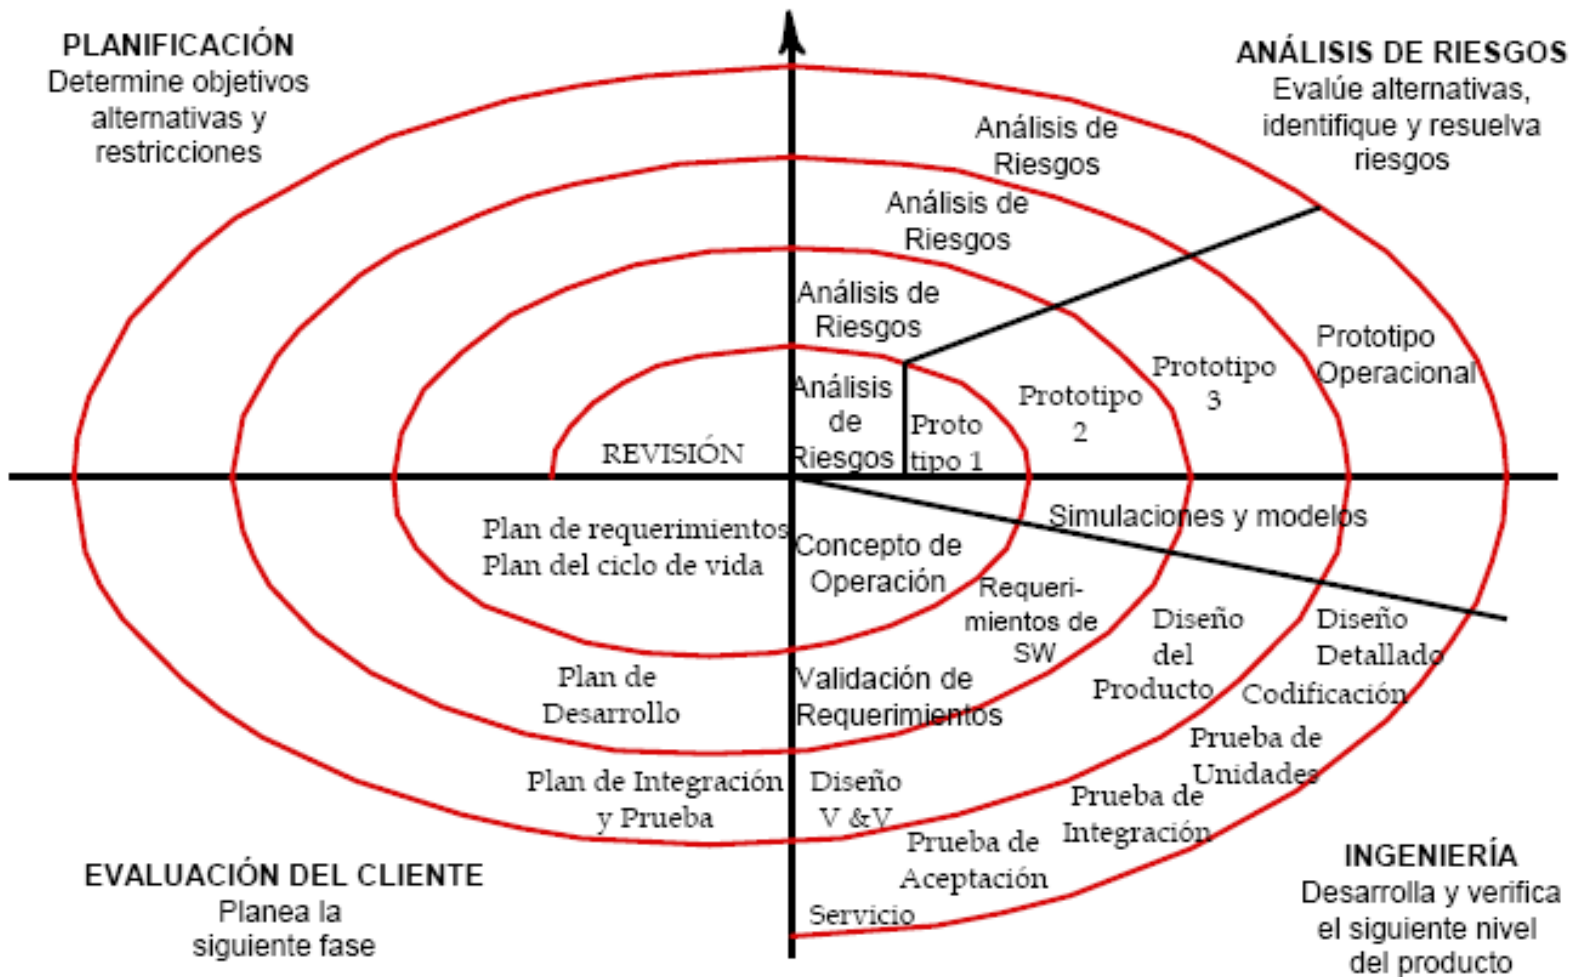 PLANIFICACIÓN
Determine objetivos
alternativas y
restricciones
ANÁLISIS DE RIESGOS
Evalúe alternativas,
identifique y resuelva
riesgos
Análisis de
Riesgos
Análisis de
Riesgos
Análisis de
Riesgos
Análisis
de
Riesgos
Proto
tipo 1
Prototipo
2
Prototipo
3
Prototipo
Operacional
REVISIÓN
Simulaciones y modelos
Plan de requerimientos
Plan del ciclo de vida
Concepto de
Operación
Requeri-
mientos de
SW
Diseño
del
Producto
Diseño
Detallado
Codificación
Plan de
Desarrollo
Validación de
Requerimientos
Prueba de
Unidades
Plan de Integración
y Prueba
Diseño
V &V
Prueba de
Integración
Prueba de
Aceptación
Servicio
EVALUACIÓN DEL CLIENTE
Planea la
siguiente fase
INGENIERÍA
Desarrolla y verifica
el siguiente nivel
del producto